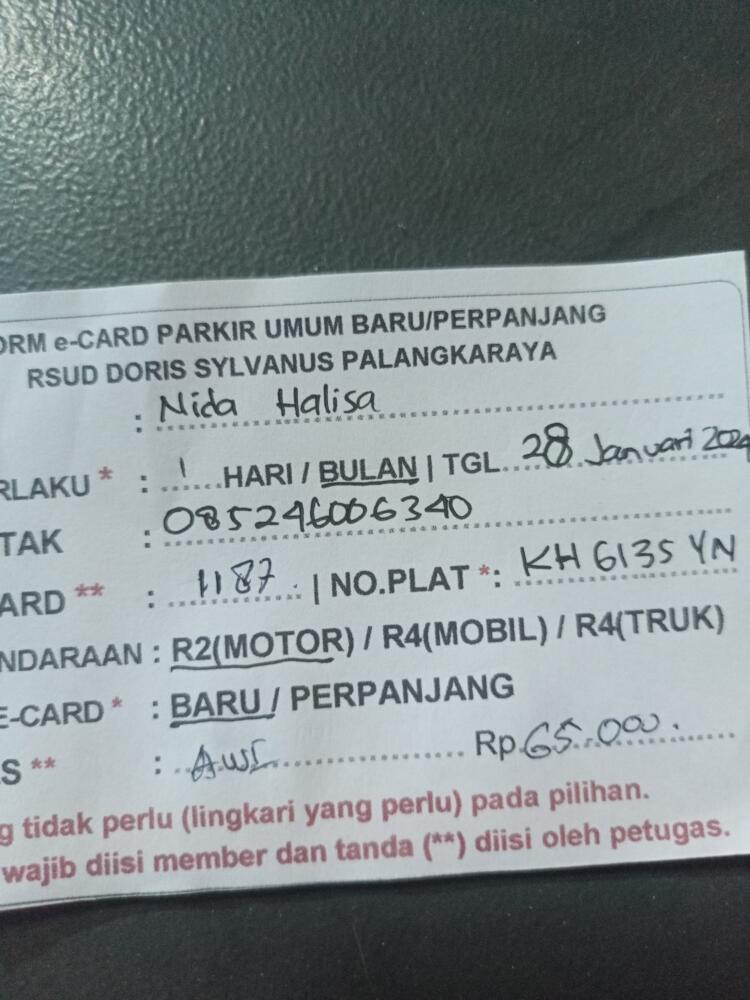 ORM e-CARD PARKIR UMUM BARU/PERPANJANG
RSUD DORIS SYLVANUS PALANGKARAYA
: Nida Halisa
RLAKU * : 1 HARI / BULAN | TGL. 28 Januari 2024
TAK : 085246006340
ARD ** : 1187. | NO.PLAT *: KH 6135 YN
NDARAAN : R2(MOTOR) / R4(MOBIL) / R4(TRUK)
E-CARD * : BARU / PERPANJANG
S ** : Rp. 65.000.
g tidak perlu (lingkari yang perlu) pada pilihan.
wajib diisi member dan tanda (**) diisi oleh petugas.